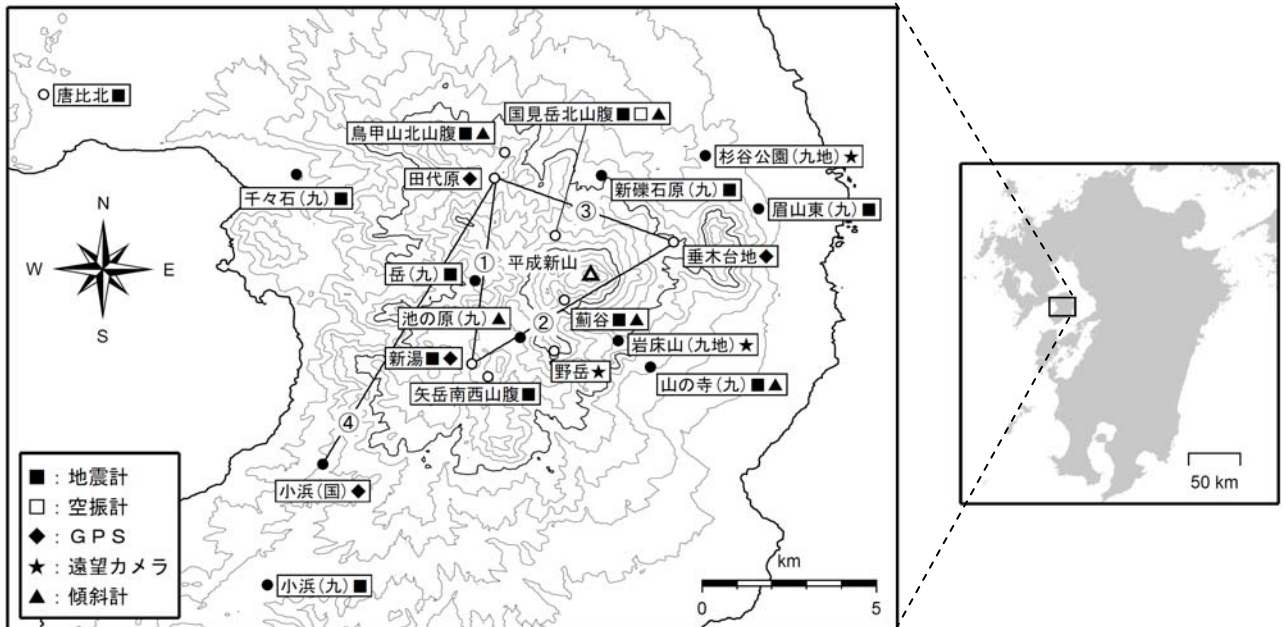 唐比北■
国見岳北山腹■□▲
鳥甲山北山腹■▲
杉谷公園(九地)★
田代原◆
千々石(九)■
新礫石原(九)■
眉山東(九)■
③
N
W E
S
①
平成新山
垂木台地◆
岳(九)■
池の原(九)▲
②
薊谷■▲
新湯■◆
野岳★
岩床山(九地)★
矢岳南西山腹■
山の寺(九)■▲
④
小浜(国)◆
小浜(九)■
■:地震計
□:空振計
◆:GPS
★:遠望カメラ
▲:傾斜計
km
0 5
50 km